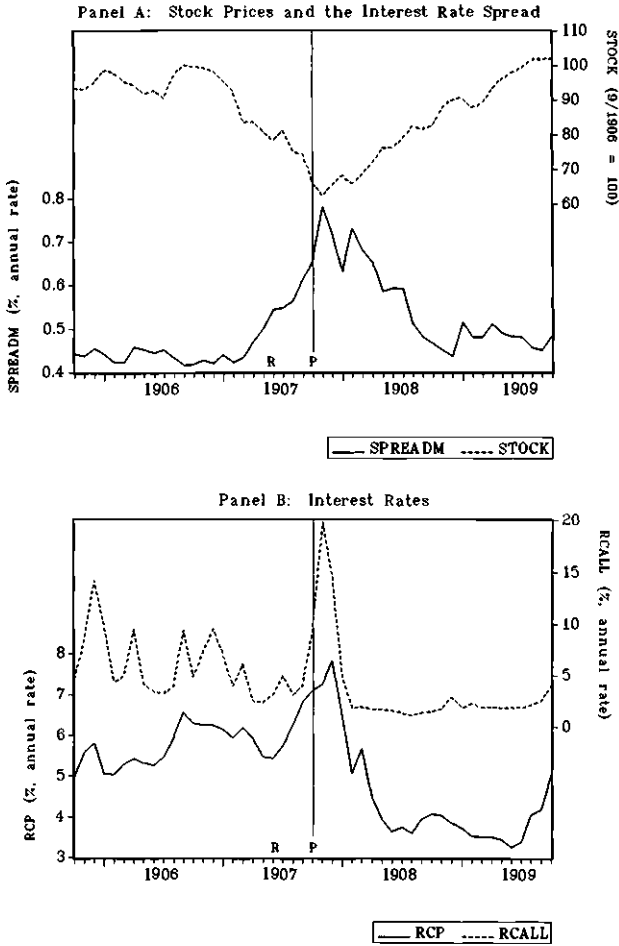 Panel A: Stock Prices and the Interest Rate Spread
110
100
90
80
70
60
STOCK (9/1906 = 100)
0.8
0.7
0.6
0.5
0.4
SPREADM (%, annual rate)
R P
1906 1907 1908 1909
SPREADM STOCK
Panel B: Interest Rates
20
15
10
5
0
RCALL (%, annual rate)
8
7
6
5
4
3
RCP (%, annual rate)
R P
1906 1907 1908 1909
RCP RCALL